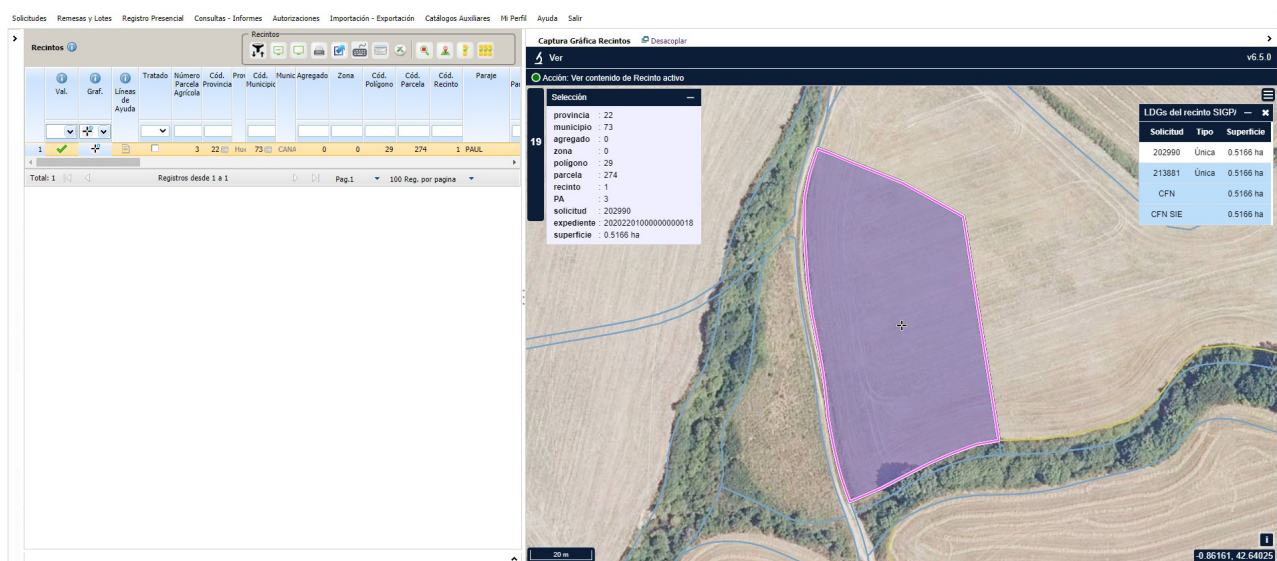 Solicitudes Remesas y Lotes Registro Presencial Consultas - Informes Autorizaciones Importación - Exportación Catálogos Auxiliares Mi Perfil Ayuda Salir
Recintos
Recintos
Val. Graf. Líneas de Ayuda Tratado Número Parcela Agrícola Cód. Provincia Prov Cód. Municipio Munic Agregado Zona Cód. Polígono Cód. Parcela Cód. Recinto Paraje
1 3 22 Hue 73 CANA 0 0 29 274 1 PAUL
Total: 1 Registros desde 1 a 1 Pag.1 100 Reg. por pagina
Captura Gráfica Recintos Desacoplar
Ver v6.5.0
Acción: Ver contenido de Recinto activo
19
Selección
provincia : 22
municipio : 73
agregado : 0
zona : 0
polígono : 29
parcela : 274
recinto : 1
PA : 3
solicitud : 202990
expediente : 20202201000000000018
superficie : 0.5166 ha
LDGs del recinto SIGP
Solicitud Tipo Superficie
202990 Única 0.5166 ha
213881 Única 0.5166 ha
CFN 0.5166 ha
CFN SIE 0.5166 ha
20 m
-0.86161, 42.64025